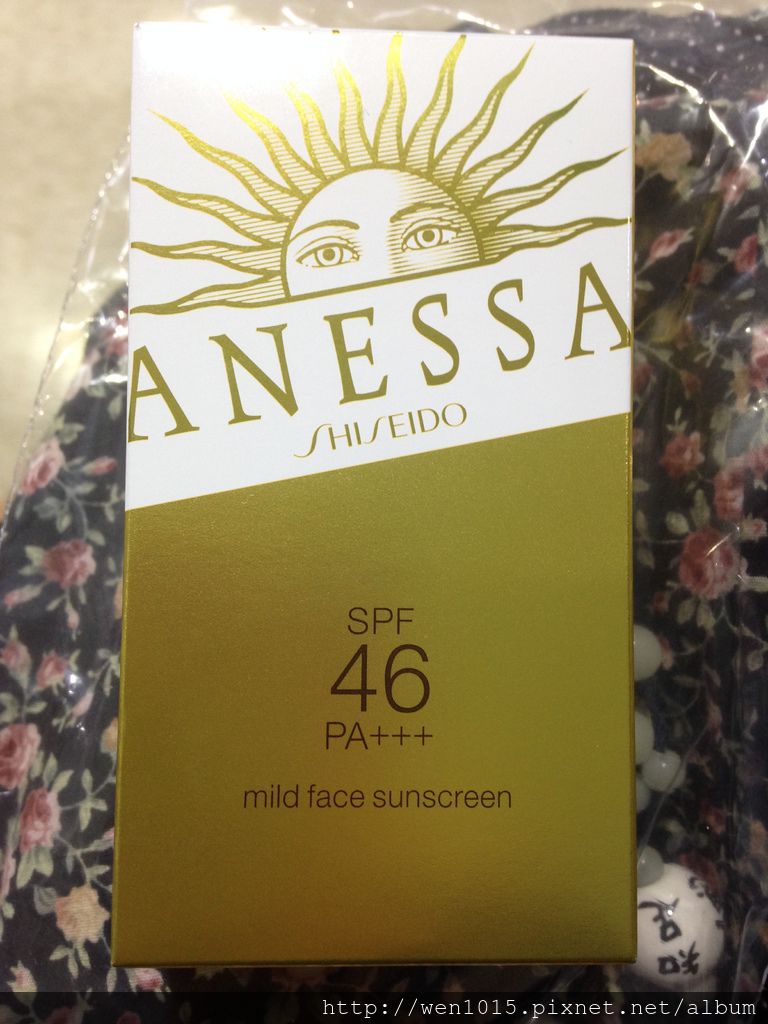 ANESSA
SHISEIDO
SPF
46
PA+++
mild face sunscreen
http://wen1015.pixnet.net/album